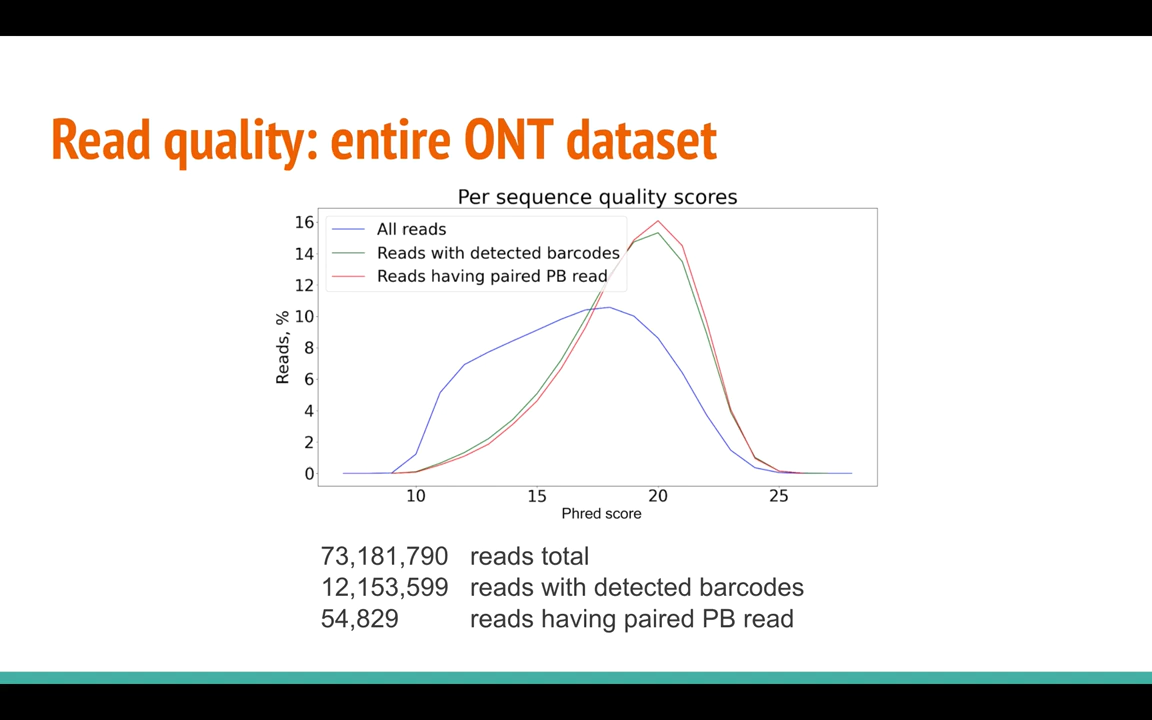 Read quality: entire ONT dataset
Per sequence quality scores
16
14
12
10
8
6
4
2
0
Reads, %
All reads
Reads with detected barcodes
Reads having paired PB read
10 15 20 25
Phred score
73,181,790 reads total
12,153,599 reads with detected barcodes
54,829 reads having paired PB read